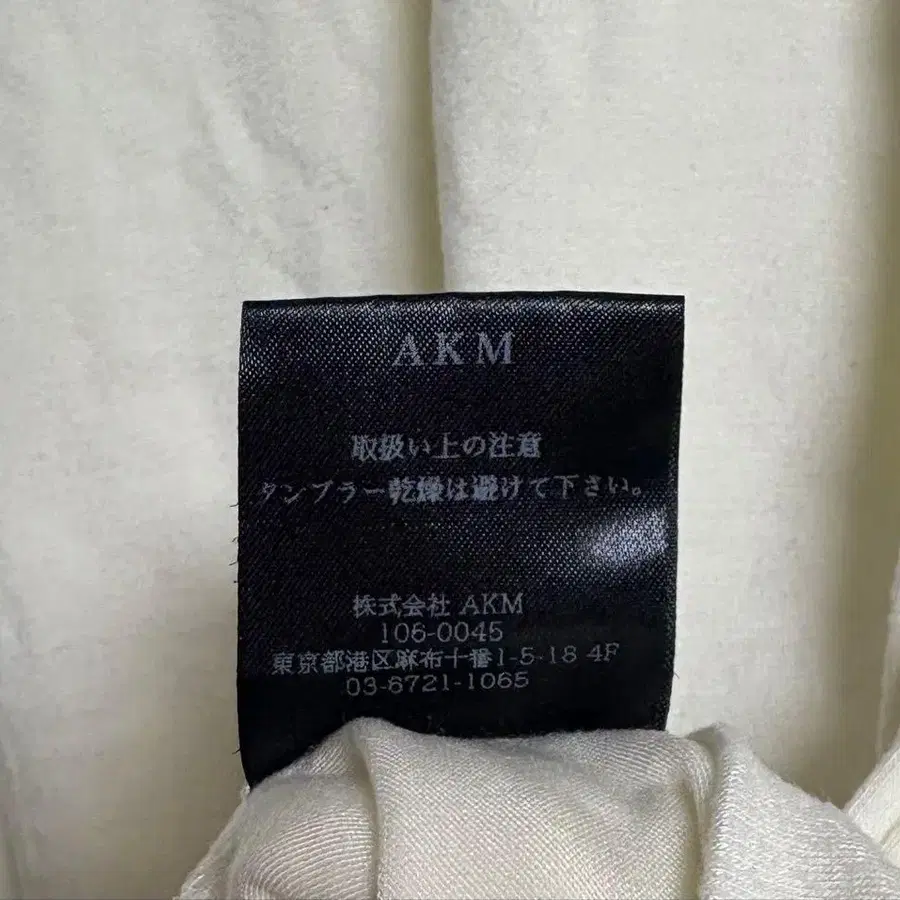 AKM
取扱い上の注意
タンブラー乾燥は避けて下さい。
株式会社 AKM
106-0045
東京都港区麻布十番1-5-18 4F
03-6721-1065